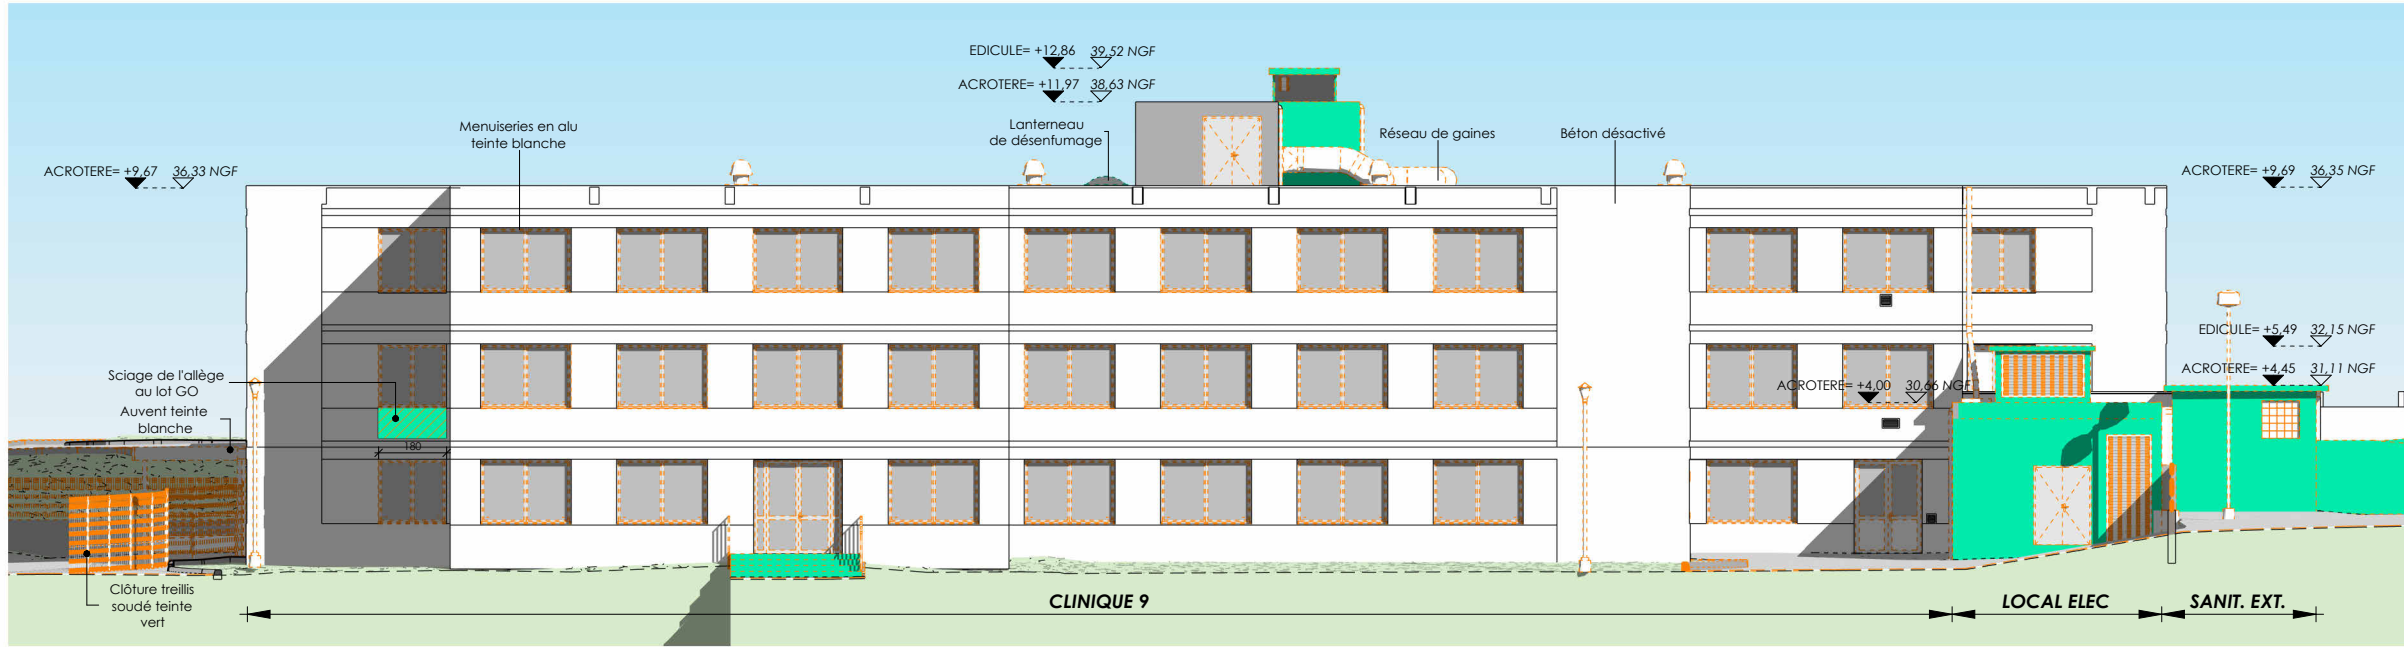 EDICULE= +12,86 39,52 NGF
ACROTERE= +11,97 38,63 NGF
Menuiseries en alu
teinte blanche
Lanterneau
de désenfumage
Réseau de gaines
Béton désactivé
ACROTERE= +9,67 36,33 NGF
ACROTERE= +9,69 36,35 NGF
EDICULE= +5,49 32,15 NGF
ACROTERE= +4,45 31,11 NGF
ACROTERE= +4,00 30,66 NGF
Sciage de l'allège
au lot GO
Auvent teinte
blanche
180
Clôture treillis
soudé teinte
vert
CLINIQUE 9
LOCAL ELEC
SANIT. EXT.